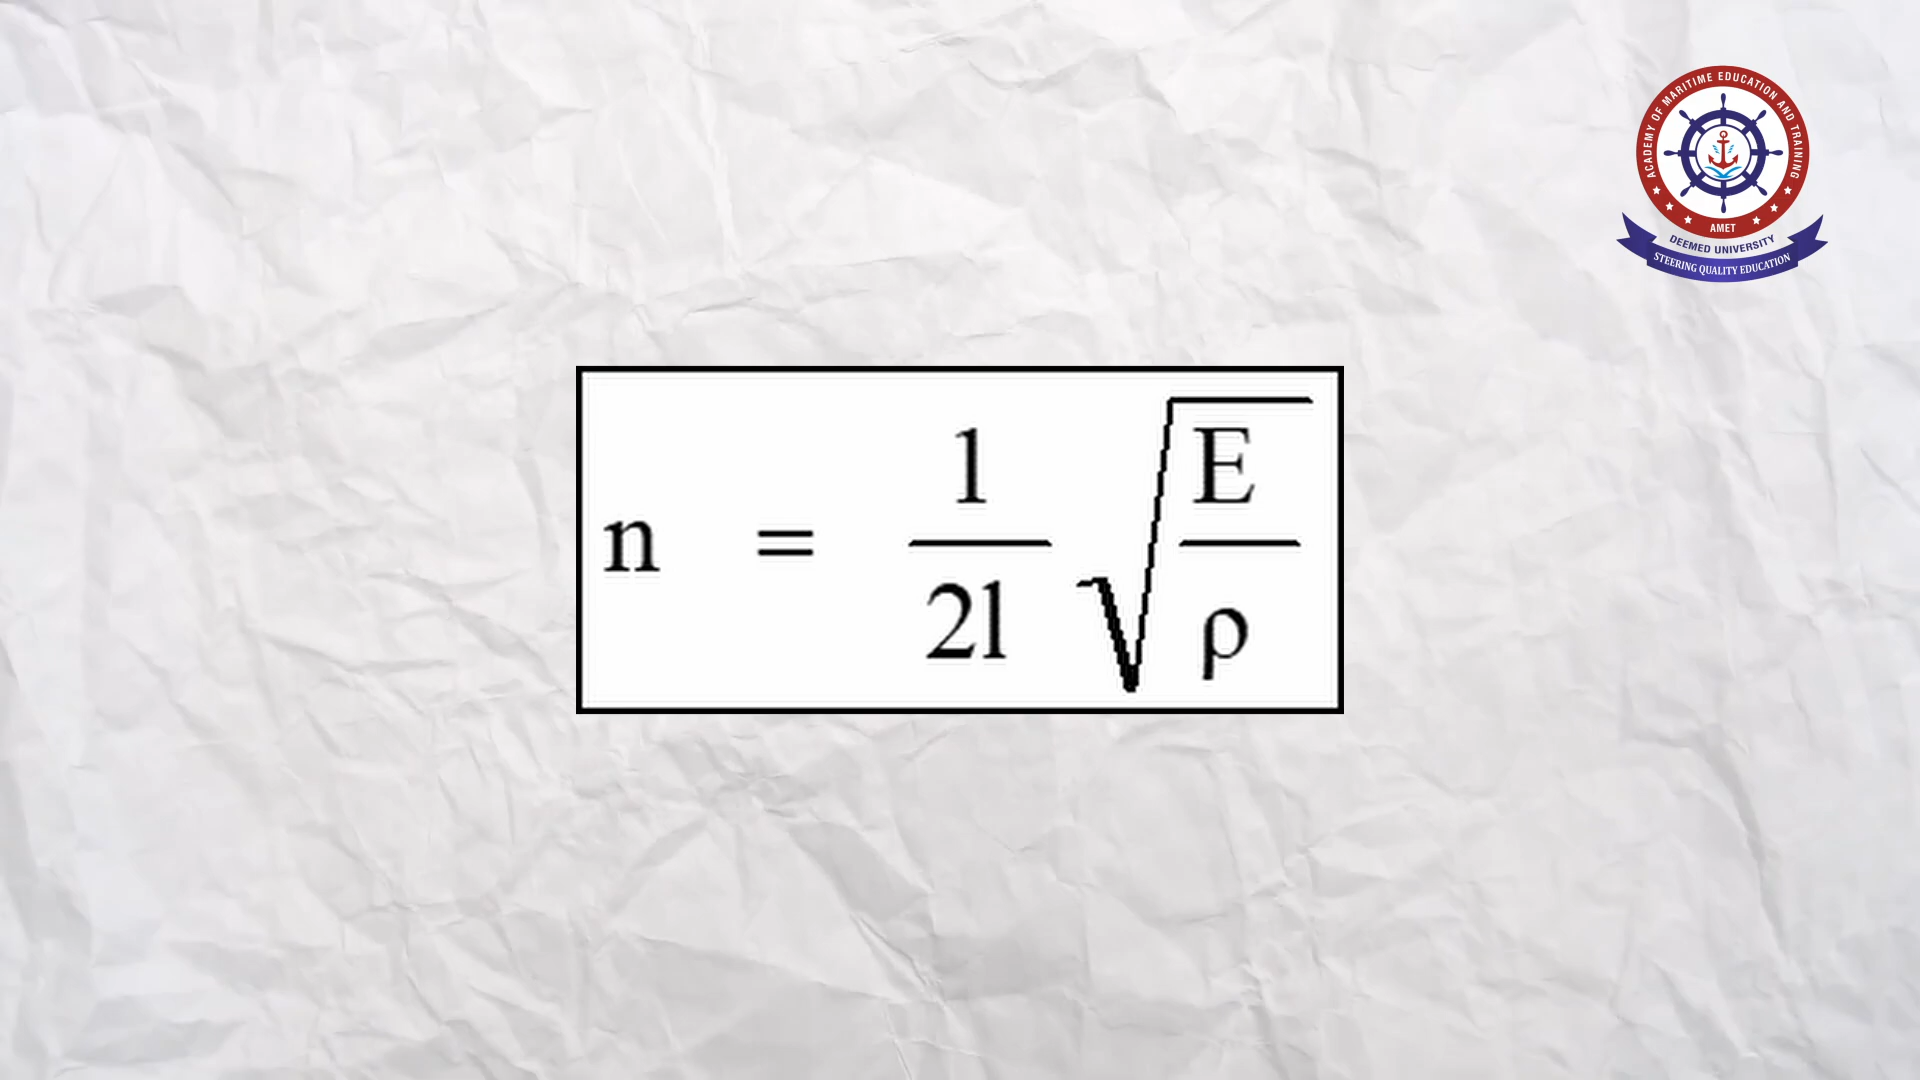 ACADEMY OF MARITIME EDUCATION AND TRAINING
AMET
DEEMED UNIVERSITY
STEERING QUALITY EDUCATION
n = 1/2l √(E/ρ)